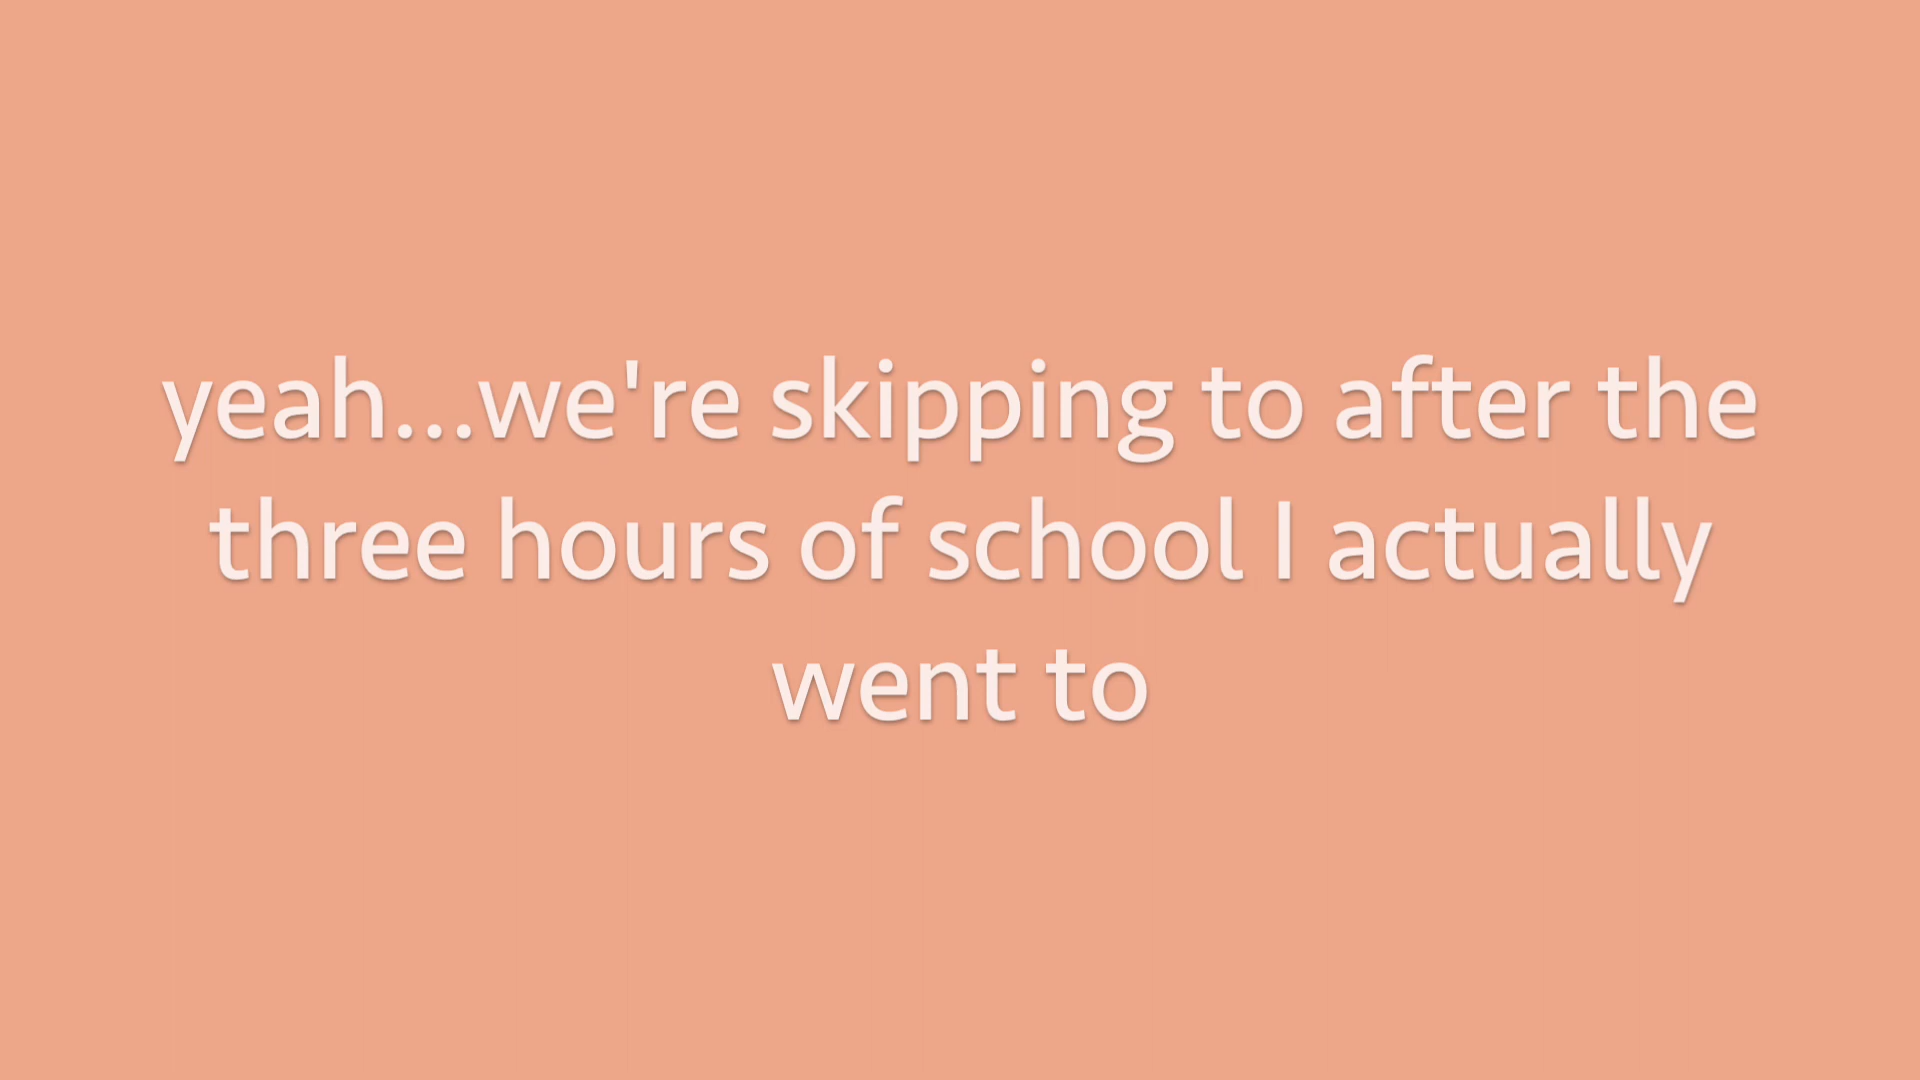 yeah...we're skipping to after the
three hours of school I actually
went to